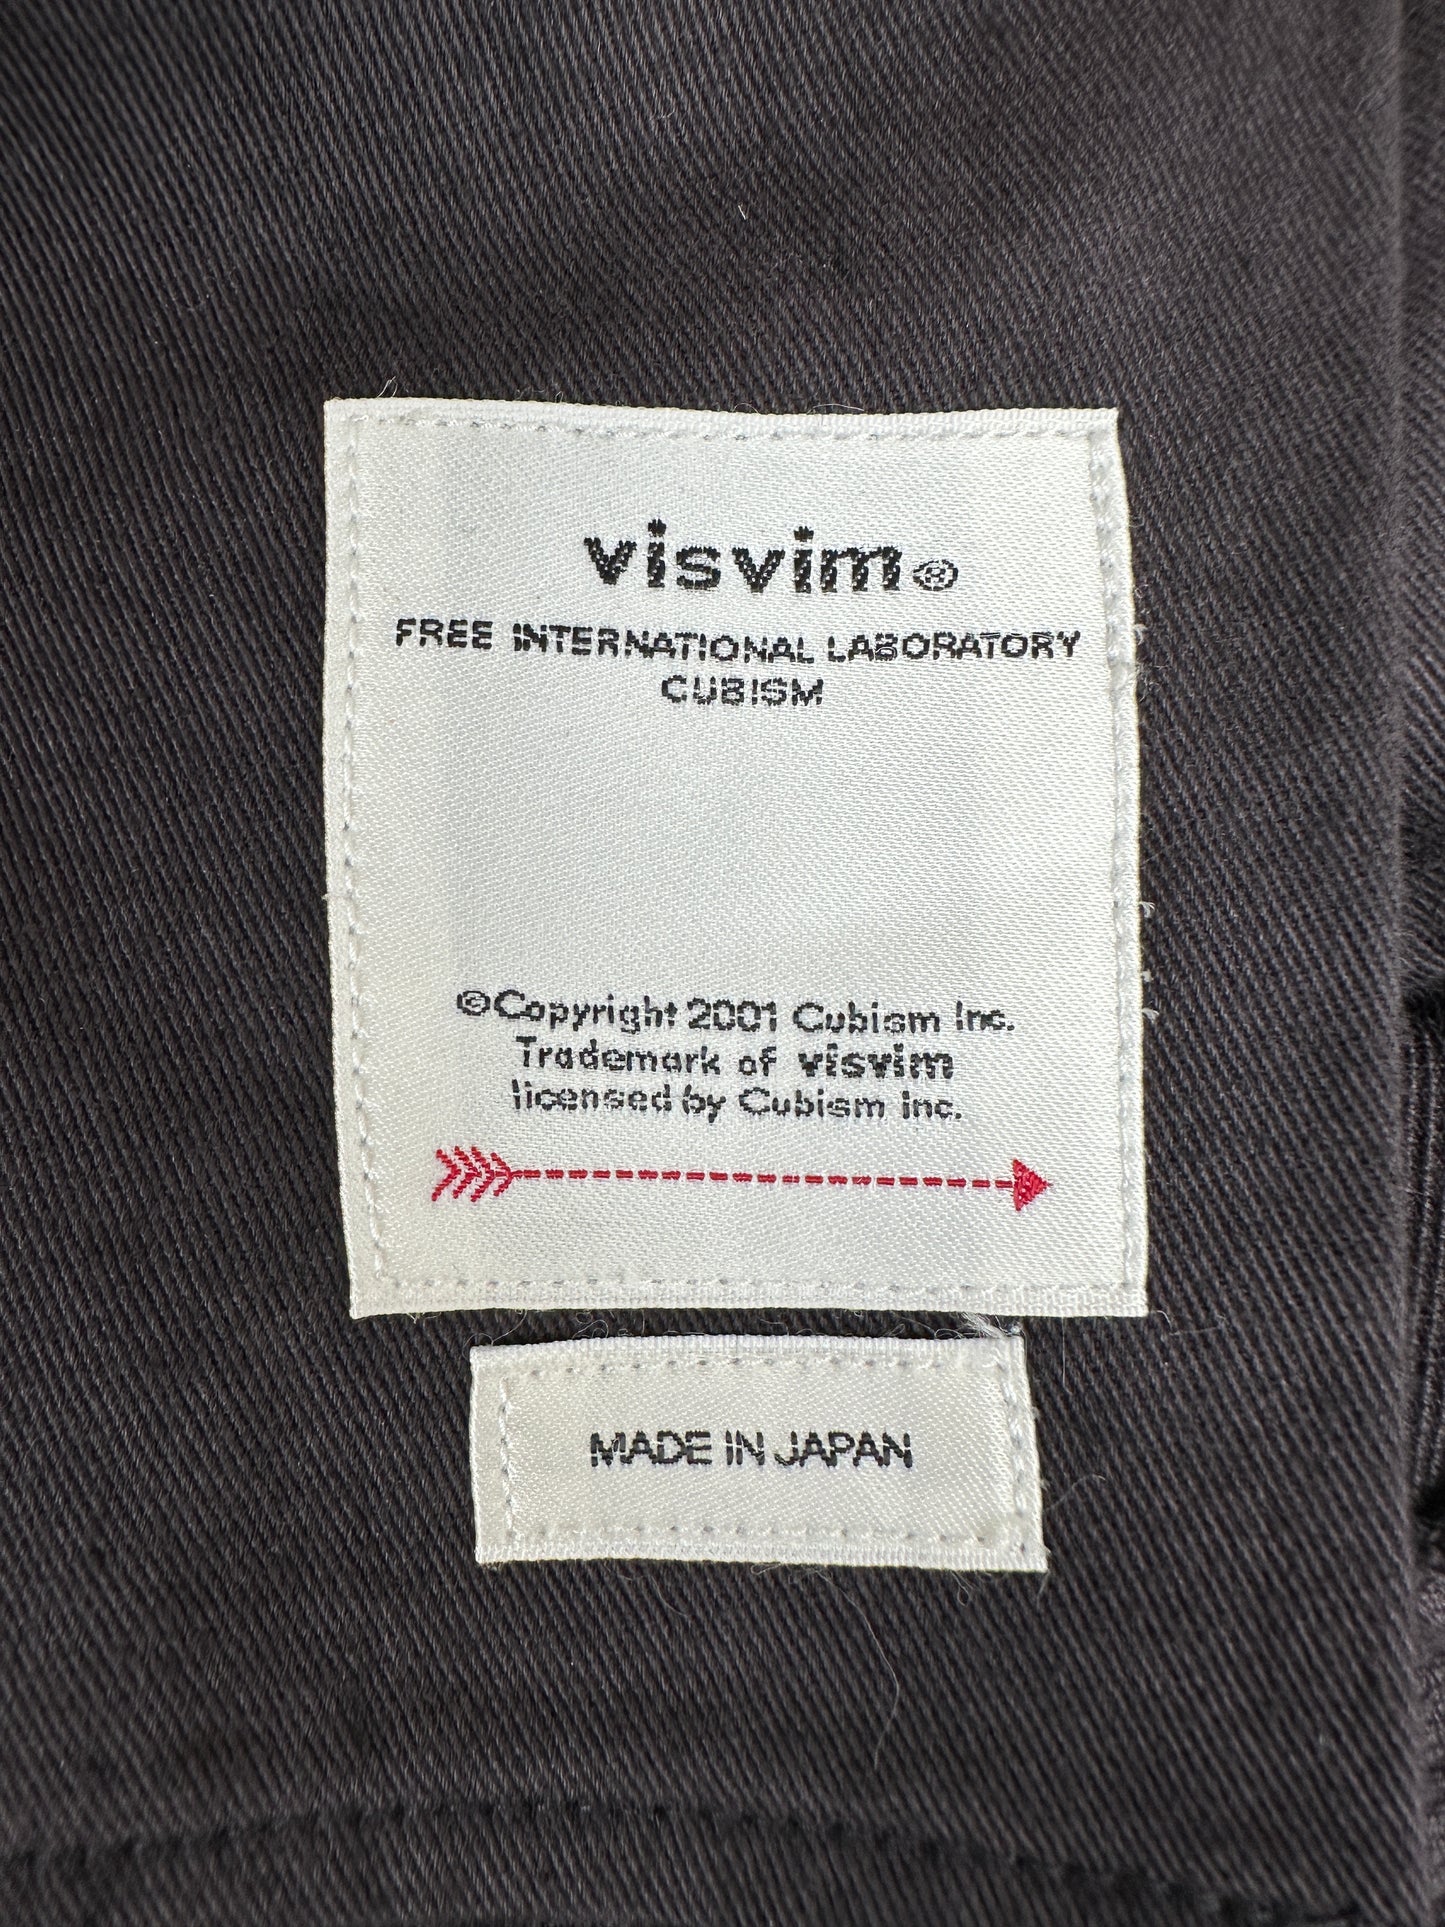 visvim®
FREE INTERNATIONAL LABORATORY
CUBISM
©Copyright 2001 Cubism Inc.
Trademark of visvim
licensed by Cubism Inc.
MADE IN JAPAN